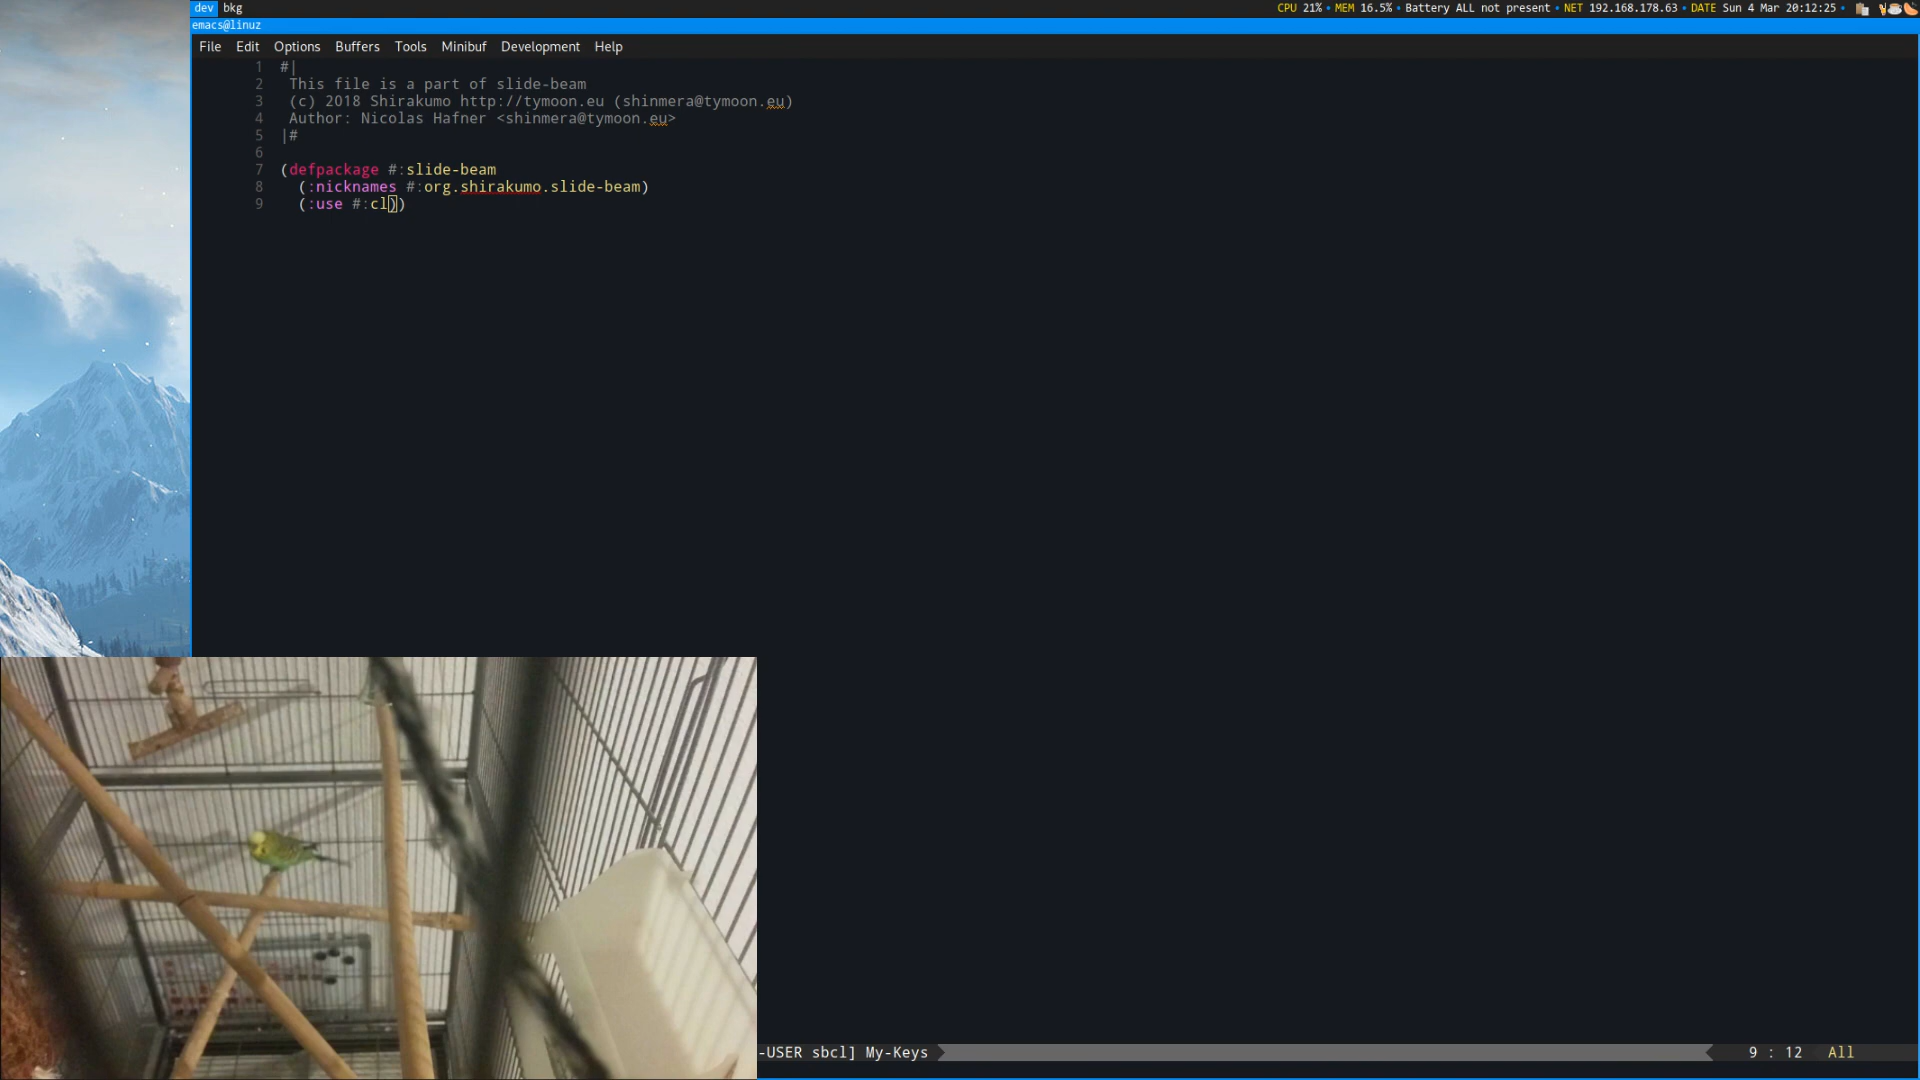 dev bkg
CPU 21% • MEM 16.5% • Battery ALL not present • NET 192.168.178.63 • DATE Sun 4 Mar 20:12:25 •
emacs@linuz
File Edit Options Buffers Tools Minibuf Development Help
1 #|
2 This file is a part of slide-beam
3 (c) 2018 Shirakumo http://tymoon.eu (shinmera@tymoon.eu)
4 Author: Nicolas Hafner <shinmera@tymoon.eu>
5 |#
6
7 (defpackage #:slide-beam
8 (:nicknames #:org.shirakumo.slide-beam)
9 (:use #:cl))
-USER sbcl] My-Keys
9 : 12 All